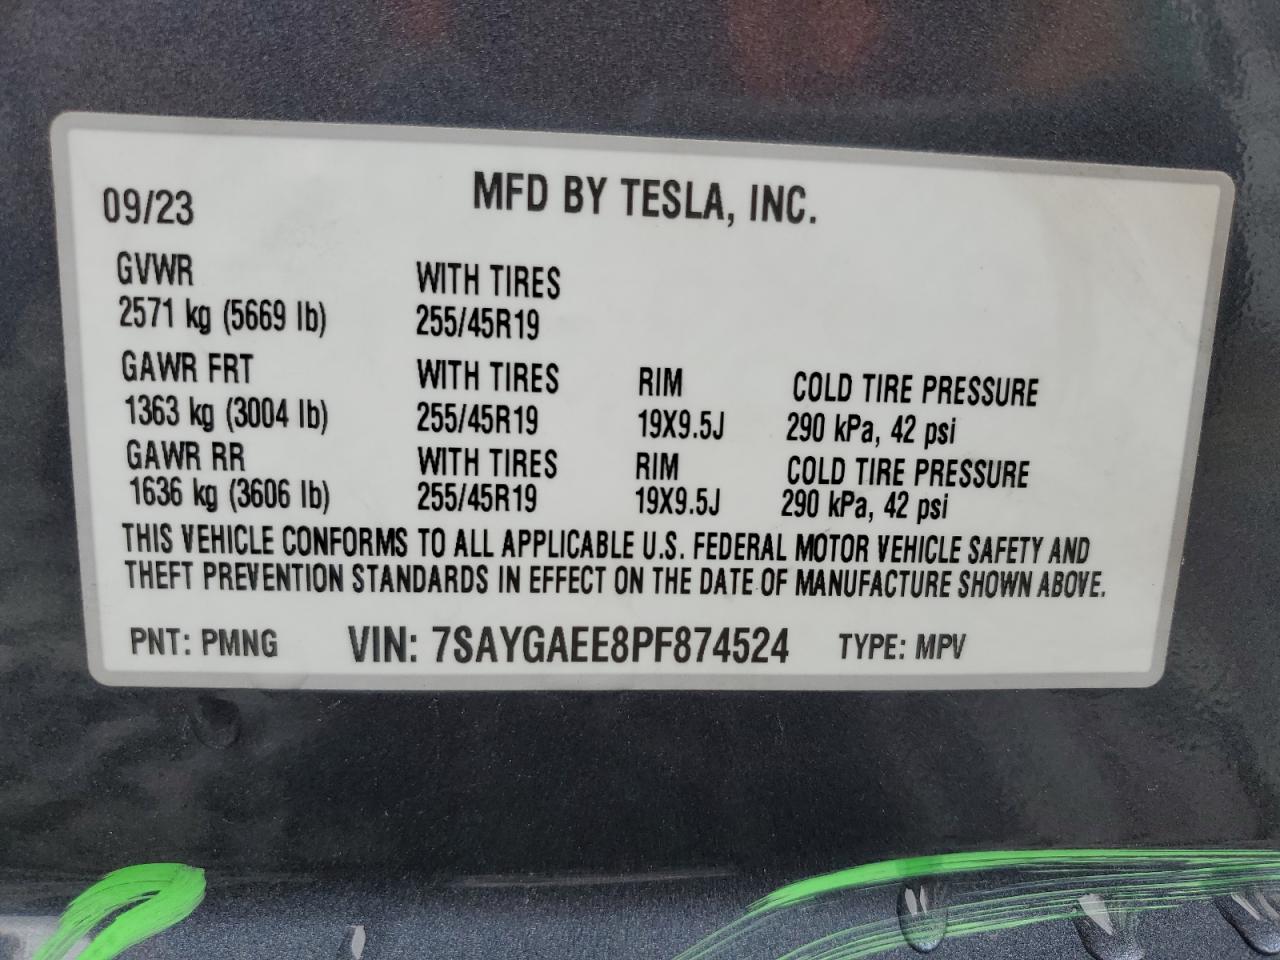 09/23 MFD BY TESLA, INC.
GVWR WITH TIRES
2571 kg (5669 lb) 255/45R19
GAWR FRT WITH TIRES RIM COLD TIRE PRESSURE
1363 kg (3004 lb) 255/45R19 19X9.5J 290 kPa, 42 psi
GAWR RR WITH TIRES RIM COLD TIRE PRESSURE
1636 kg (3606 lb) 255/45R19 19X9.5J 290 kPa, 42 psi
THIS VEHICLE CONFORMS TO ALL APPLICABLE U.S. FEDERAL MOTOR VEHICLE SAFETY AND
THEFT PREVENTION STANDARDS IN EFFECT ON THE DATE OF MANUFACTURE SHOWN ABOVE.
PNT: PMNG VIN: 7SAYGAEE8PF874524 TYPE: MPV